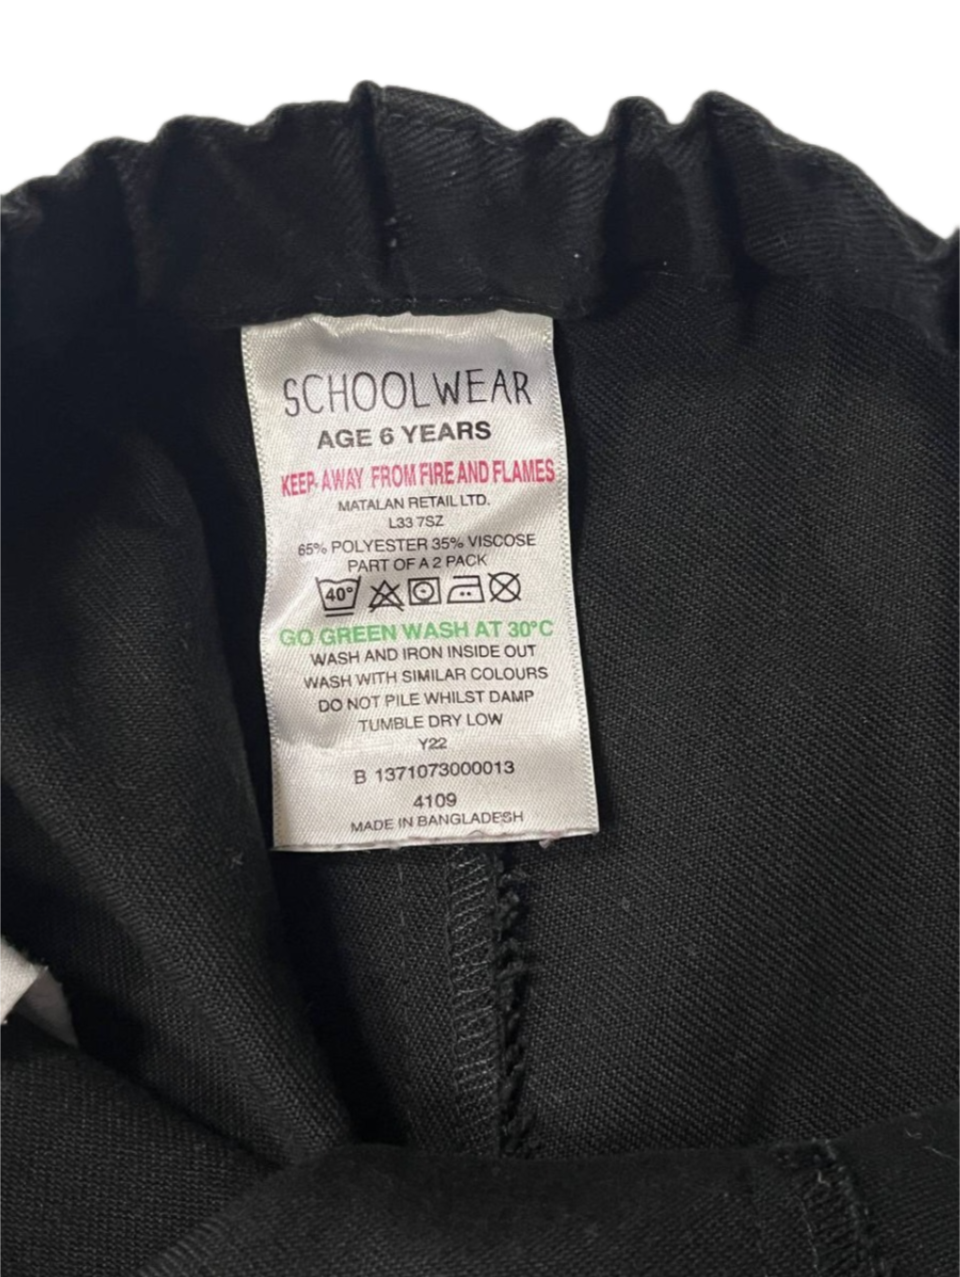 SCHOOLWEAR
AGE 6 YEARS
KEEP AWAY FROM FIRE AND FLAMES
MATALAN RETAIL LTD.
L33 7SZ
65% POLYESTER 35% VISCOSE
PART OF A 2 PACK
40°
GO GREEN WASH AT 30°C
WASH AND IRON INSIDE OUT
WASH WITH SIMILAR COLOURS
DO NOT PILE WHILST DAMP
TUMBLE DRY LOW
Y22
B 1371073000013
4109
MADE IN BANGLADESH